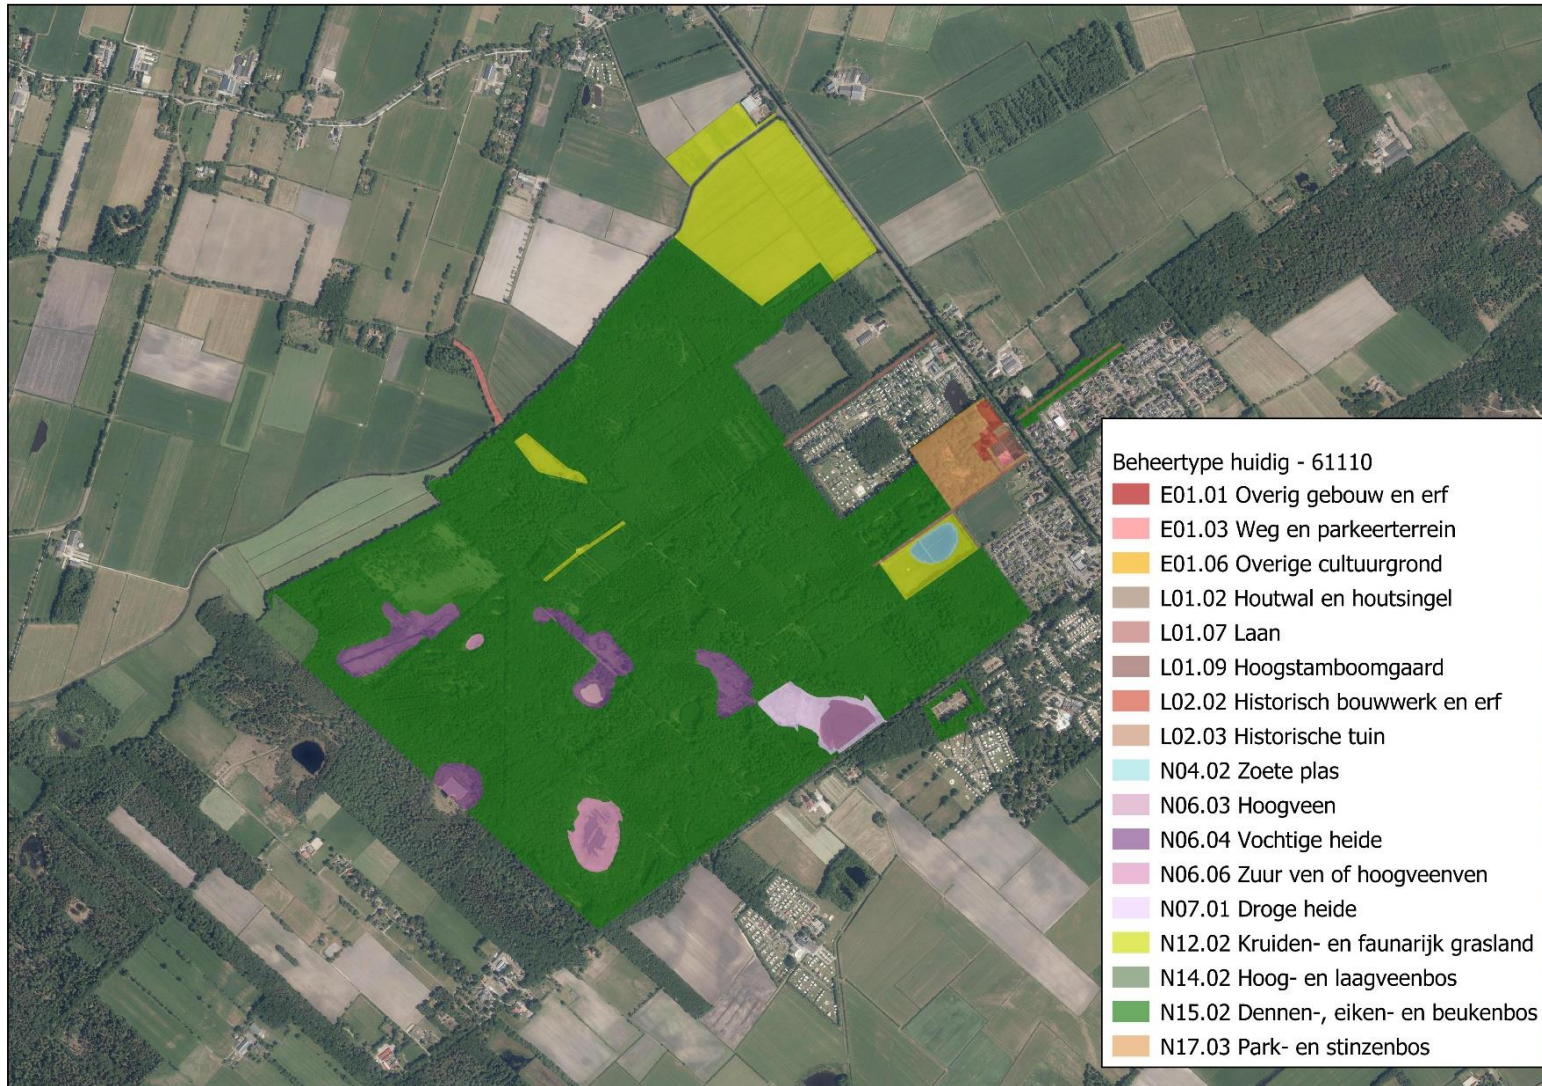 Beheertype huidig - 61110
E01.01 Overig gebouw en erf
E01.03 Weg en parkeerterrein
E01.06 Overige cultuurgrond
L01.02 Houtwal en houtsingel
L01.07 Laan
L01.09 Hoogstamboomgaard
L02.02 Historisch bouwwerk en erf
L02.03 Historische tuin
N04.02 Zoete plas
N06.03 Hoogveen
N06.04 Vochtige heide
N06.06 Zuur ven of hoogveenven
N07.01 Droge heide
N12.02 Kruiden- en faunarijk grasland
N14.02 Hoog- en laagveenbos
N15.02 Dennen-, eiken- en beukenbos
N17.03 Park- en stinzenbos